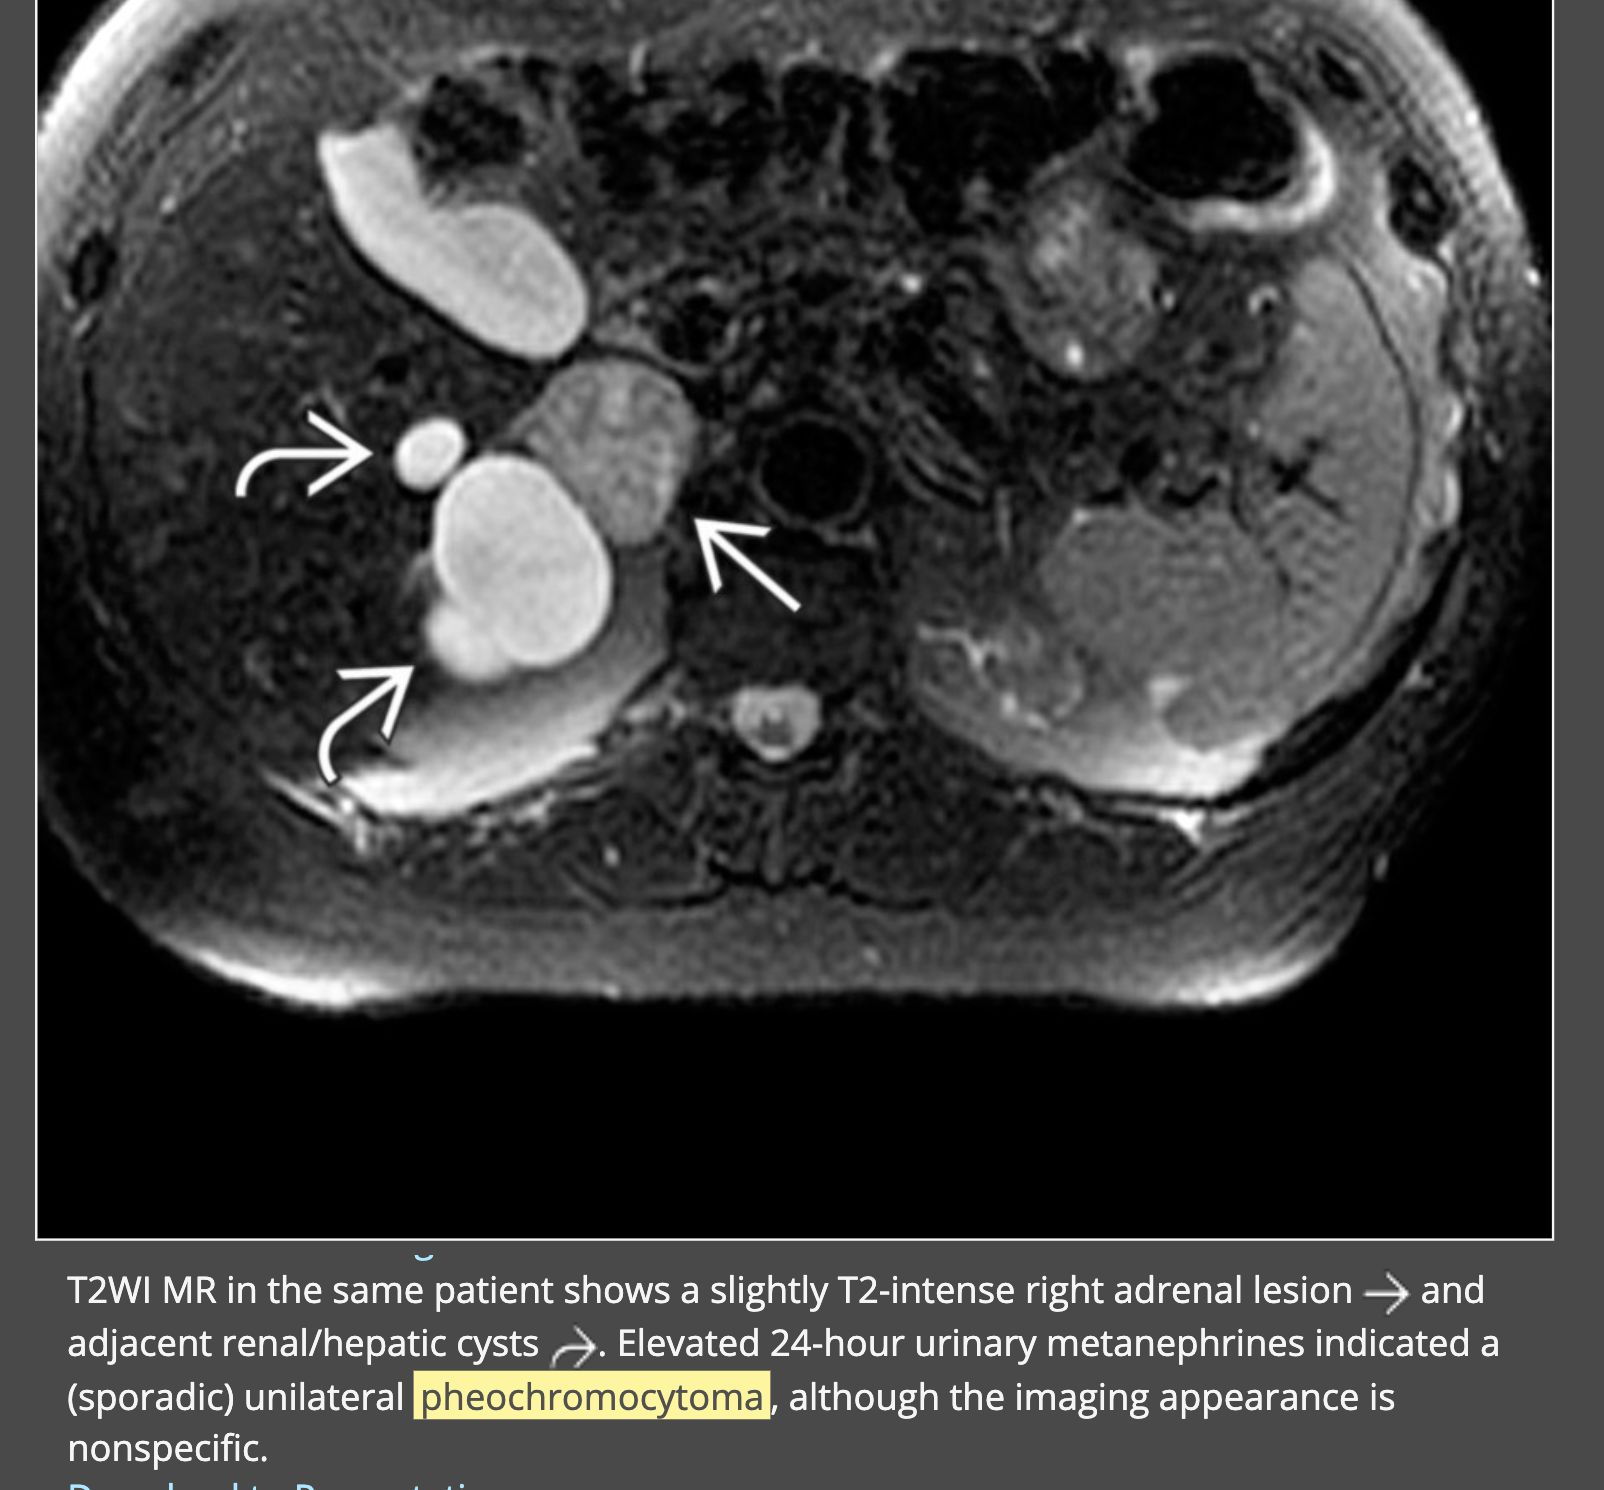 T2WI MR in the same patient shows a slightly T2-intense right adrenal lesion → and
adjacent renal/hepatic cysts ↷. Elevated 24-hour urinary metanephrines indicated a
(sporadic) unilateral pheochromocytoma, although the imaging appearance is
nonspecific.